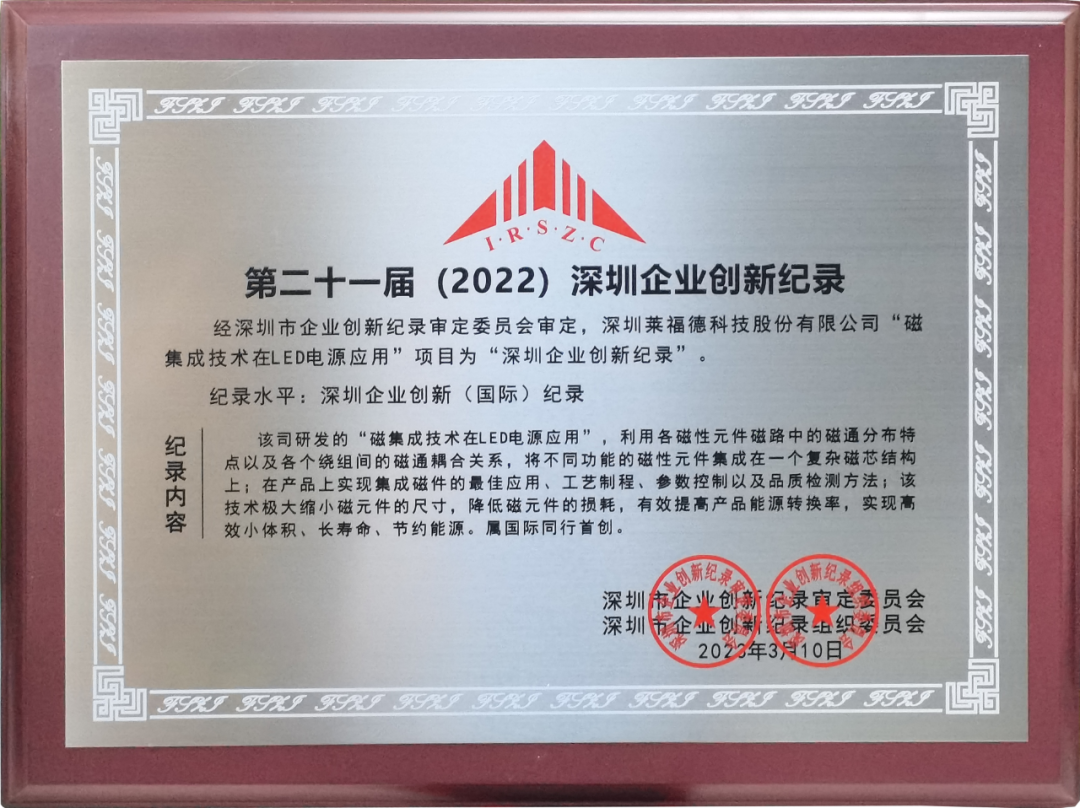 I·R·S·Z·C
第二十一届（2022）深圳企业创新纪录
经深圳市企业创新纪录审定委员会审定，深圳莱福德科技股份有限公司“磁
集成技术在LED电源应用”项目为“深圳企业创新纪录”。
纪录水平：深圳企业创新（国际）纪录
纪录内容
该司研发的“磁集成技术在LED电源应用”，利用各磁性元件磁路中的磁通分布特
点以及各个绕组间的磁通耦合关系，将不同功能的磁性元件集成在一个复杂磁芯结构
上；在产品上实现集成磁件的最佳应用、工艺制程、参数控制以及品质检测方法；该
技术极大缩小磁元件的尺寸，降低磁元件的损耗，有效提高产品能源转换率，实现高
效小体积、长寿命、节约能源。属国际同行首创。
深圳市企业创新纪录审定委员会
深圳市企业创新纪录组织委员会
2023年3月10日